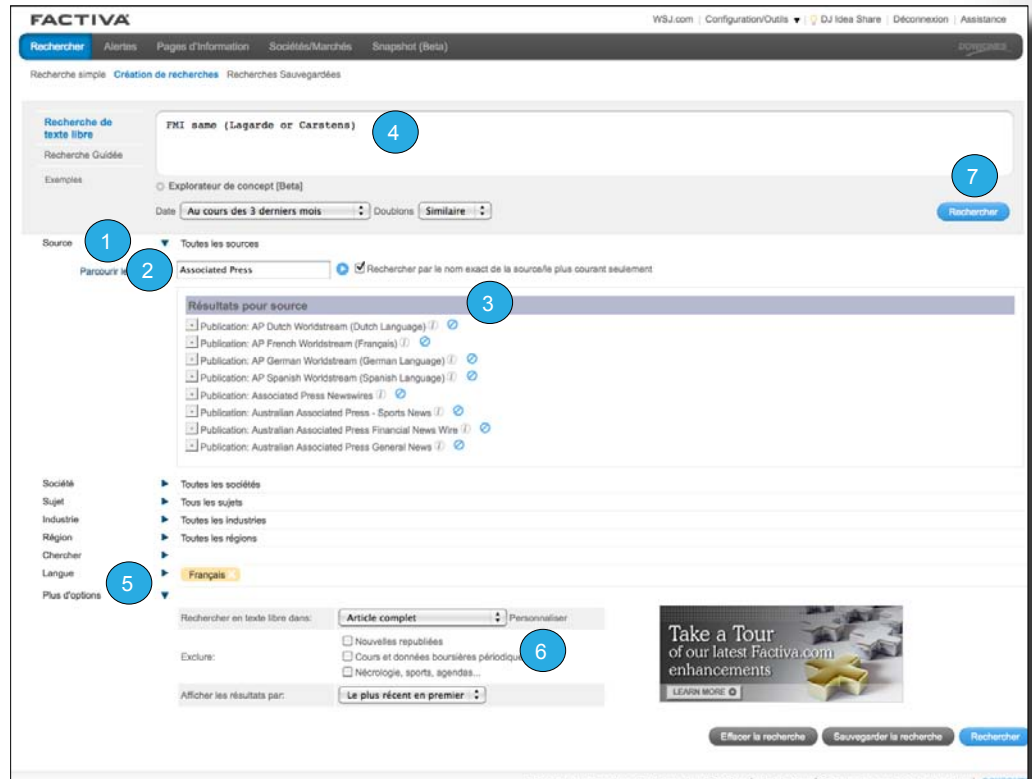 FACTIVA
WSJ.com | Configuration/Outils ▼ | DJ Idea Share | Déconnexion | Assistance
Rechercher Alertes Pages d'Information Sociétés/Marchés Snapshot (Beta) DOWJONES
Recherche simple Création de recherches Recherches Sauvegardées
Recherche de texte libre
Recherche Guidée
Exemples
FMI same (Lagarde or Carstens)
4
Explorateur de concept [Beta]
7
Date Au cours des 3 derniers mois Doublons Similaire
Rechercher
Source 1 ▼ Toutes les sources
Parcourir 2 Associated Press Rechercher par le nom exact de la source/le plus courant seulement
Résultats pour source 3
Publication: AP Dutch Worldstream (Dutch Language)
Publication: AP French Worldstream (Français)
Publication: AP German Worldstream (German Language)
Publication: AP Spanish Worldstream (Spanish Language)
Publication: Associated Press Newswires
Publication: Australian Associated Press - Sports News
Publication: Australian Associated Press Financial News Wire
Publication: Australian Associated Press General News
Société ► Toutes les sociétés
Sujet ► Tous les sujets
Industrie ► Toutes les industries
Région ► Toutes les régions
Chercher ►
Langue ► Français
5
Plus d'options ▼
Rechercher en texte libre dans: Article complet Personnaliser
Exclure:
Nouvelles republiées
Cours et données boursières périodique
6
Nécrologie, sports, agendas...
Afficher les résultats par: Le plus récent en premier
Take a Tour
of our latest Factiva.com
enhancements
LEARN MORE
Effacer la recherche Sauvegarder la recherche Rechercher